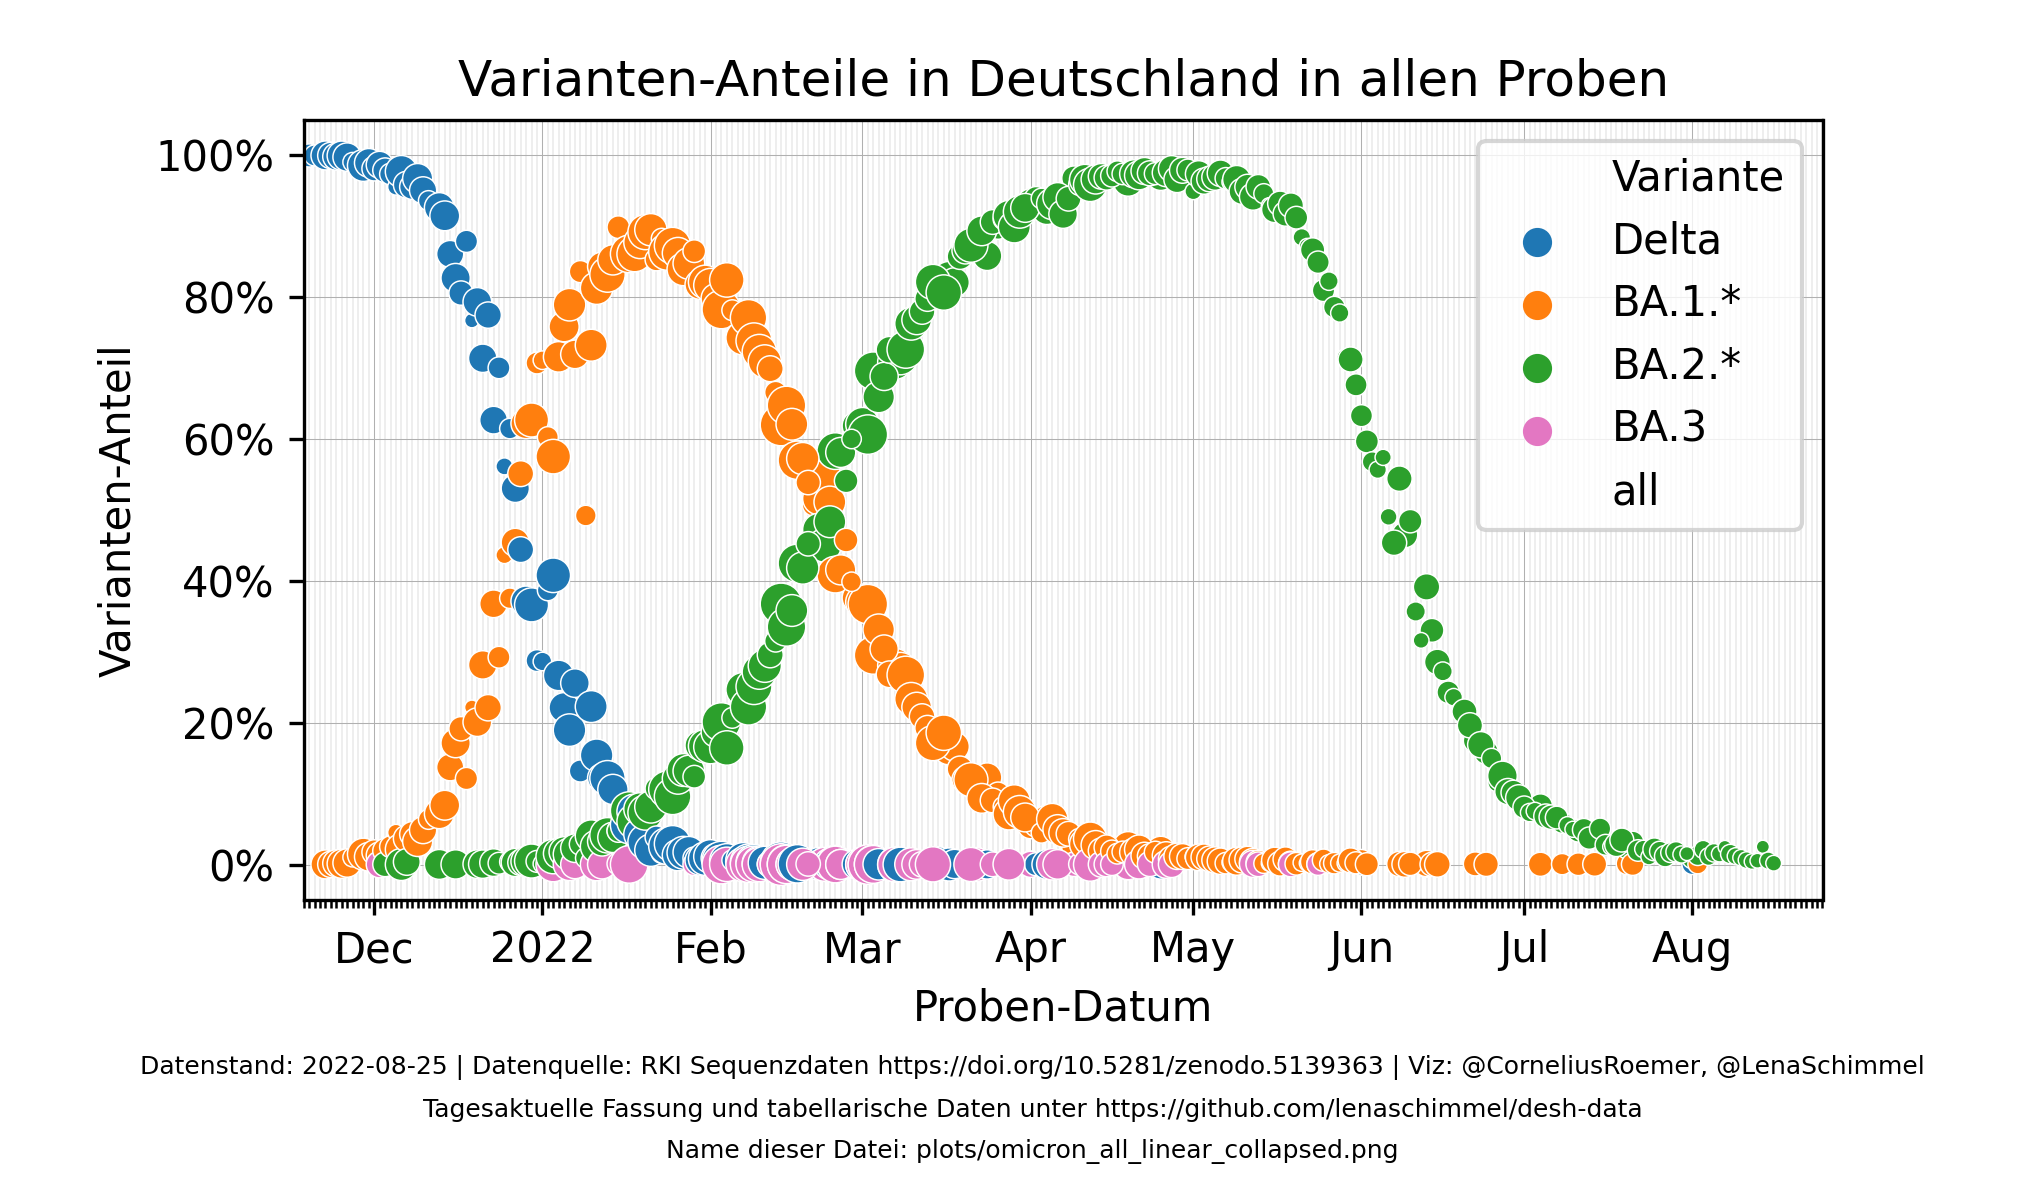 Varianten-Anteile in Deutschland in allen Proben
100%
80%
60%
40%
20%
0%
Varianten-Anteil
Variante
Delta
BA.1.*
BA.2.*
BA.3
all
Dec
2022
Feb
Mar
Apr
May
Jun
Jul
Aug
Proben-Datum
Datenstand: 2022-08-25 | Datenquelle: RKI Sequenzdaten https://doi.org/10.5281/zenodo.5139363 | Viz: @CorneliusRoemer, @LenaSchimmel
Tagesaktuelle Fassung und tabellarische Daten unter https://github.com/lenaschimmel/desh-data
Name dieser Datei: plots/omicron_all_linear_collapsed.png